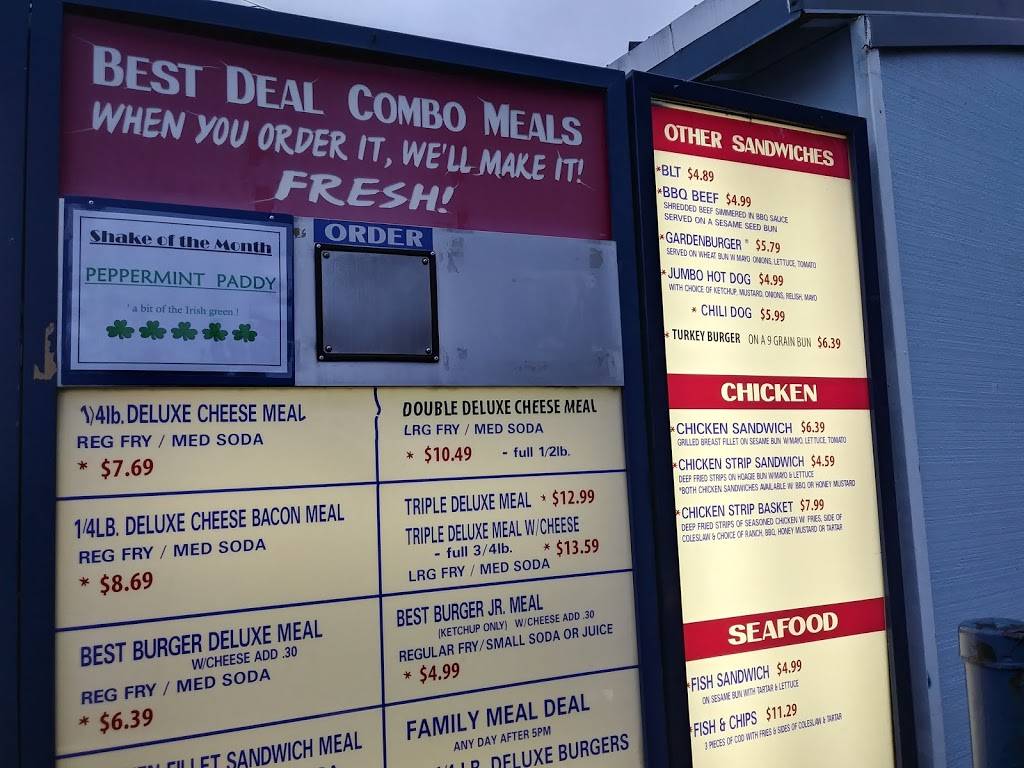 BEST DEAL COMBO MEALS
WHEN YOU ORDER IT, WE'LL MAKE IT!
FRESH!
Shake of the Month
PEPPERMINT PADDY
'a bit of the Irish green !
ORDER
1/4lb. DELUXE CHEESE MEAL
REG FRY / MED SODA
* $7.69
1/4LB. DELUXE CHEESE BACON MEAL
REG FRY / MED SODA
* $8.69
BEST BURGER DELUXE MEAL
W/CHEESE ADD .30
REG FRY / MED SODA
* $6.39
FILLET SANDWICH MEAL
DOUBLE DELUXE CHEESE MEAL
LRG FRY / MED SODA
* $10.49 - full 1/2lb.
TRIPLE DELUXE MEAL * $12.99
TRIPLE DELUXE MEAL W/CHEESE
- full 3/4lb. * $13.59
LRG FRY / MED SODA
BEST BURGER JR. MEAL
(KETCHUP ONLY) W/CHEESE ADD .30
REGULAR FRY/SMALL SODA OR JUICE
* $4.99
FAMILY MEAL DEAL
ANY DAY AFTER 5PM
LB. DELUXE BURGERS
OTHER SANDWICHES
*BLT $4.89
*BBQ BEEF $4.99
SHREDDED BEEF SIMMERED IN BBQ SAUCE
SERVED ON A SESAME SEED BUN
*GARDENBURGER ® $5.79
SERVED ON WHEAT BUN W MAYO ONIONS, LETTUCE, TOMATO
*JUMBO HOT DOG $4.99
WITH CHOICE OF KETCHUP, MUSTARD, ONIONS, RELISH, MAYO
* CHILI DOG $5.99
* TURKEY BURGER ON A 9 GRAIN BUN $6.39
CHICKEN
*CHICKEN SANDWICH $6.39
GRILLED BREAST FILLET ON SESAME BUN W/MAYO, LETTUCE, TOMATO
*CHICKEN STRIP SANDWICH $4.59
DEEP FRIED STRIPS ON HOAGIE BUN W/MAYO & LETTUCE
*BOTH CHICKEN SANDWICHES AVAILABLE W/ BBQ OR HONEY MUSTARD
*CHICKEN STRIP BASKET $7.99
DEEP FRIED STRIPS OF SEASONED CHICKEN W/ FRIES, SIDE OF
COLESLAW & CHOICE OF RANCH, BBQ, HONEY MUSTARD OR TARTAR
SEAFOOD
*FISH SANDWICH $4.99
ON SESAME BUN WITH TARTAR & LETTUCE
*FISH & CHIPS $11.29
3 PIECES OF COD WITH FRIES & SIDES OF COLESLAW & TARTAR